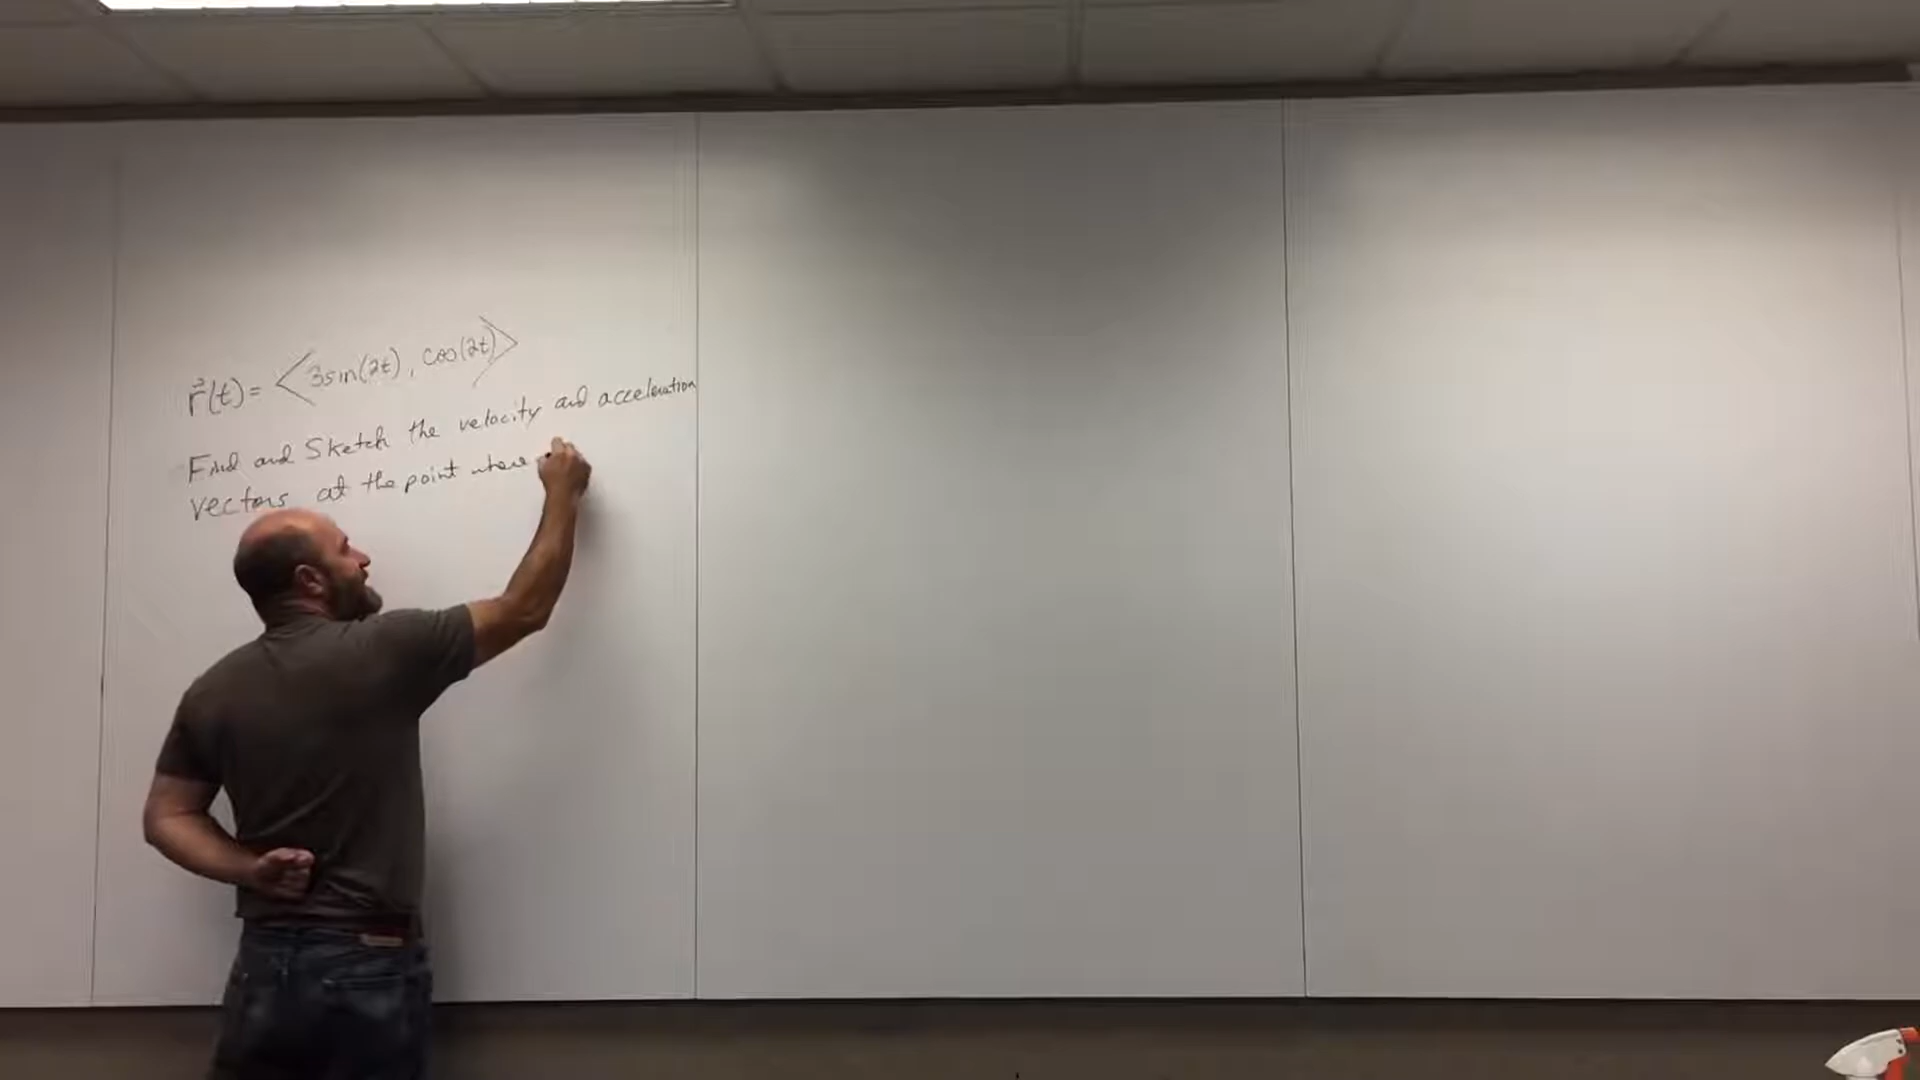 r⃗(t) = <3sin(2t), cos(2t)>
Find and Sketch the velocity and acceleration
vectors at the point where